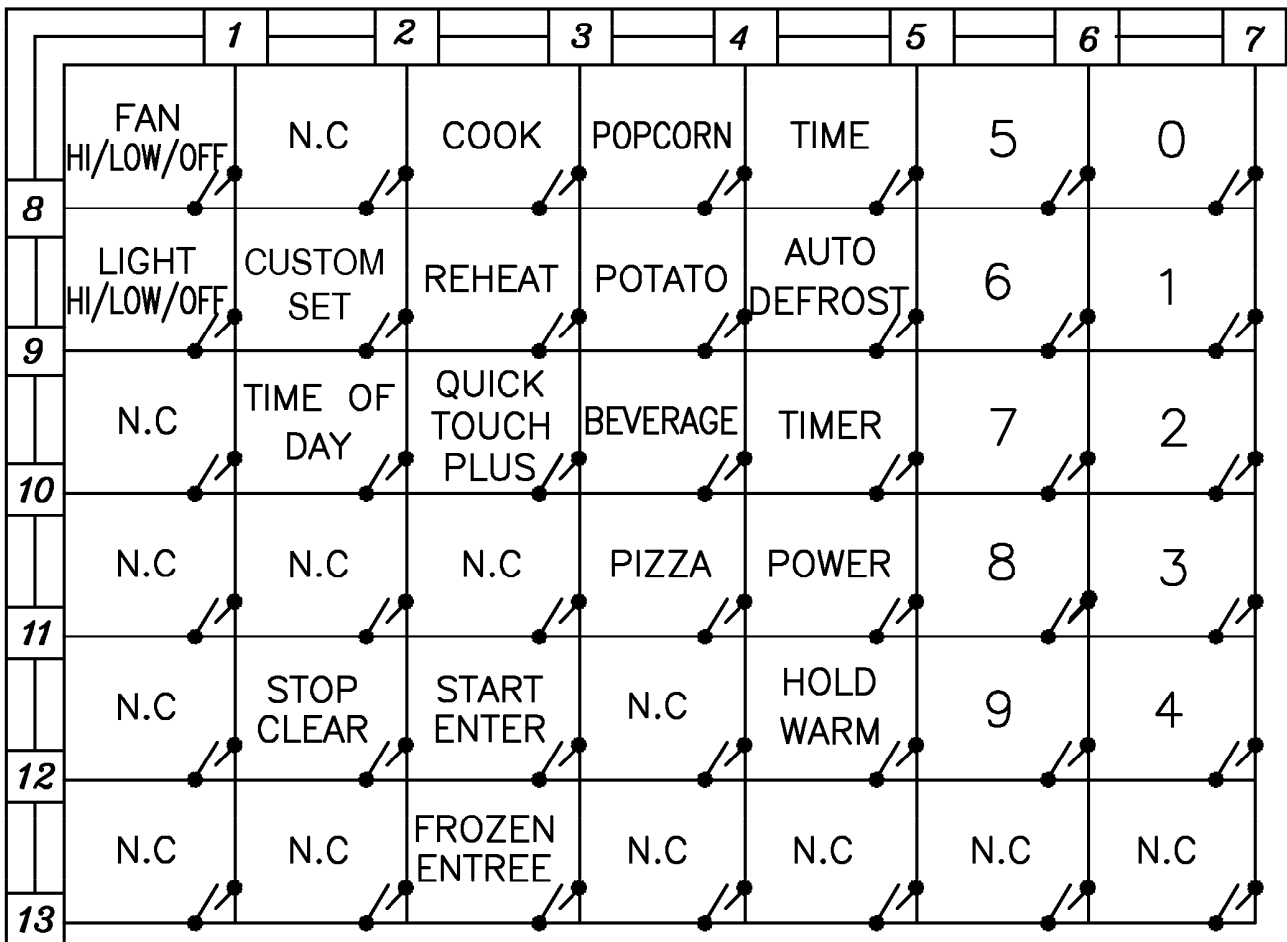 1 2 3 4 5 6 7
FAN N.C COOK POPCORN TIME 5 0
HI/LOW/OFF
8
LIGHT CUSTOM REHEAT POTATO AUTO 6 1
HI/LOW/OFF SET DEFROST
9
N.C TIME OF QUICK BEVERAGE TIMER 7 2
DAY TOUCH
PLUS
10
N.C N.C N.C PIZZA POWER 8 3
11
N.C STOP START N.C HOLD 9 4
CLEAR ENTER WARM
12
N.C N.C FROZEN N.C N.C N.C N.C
ENTREE
13